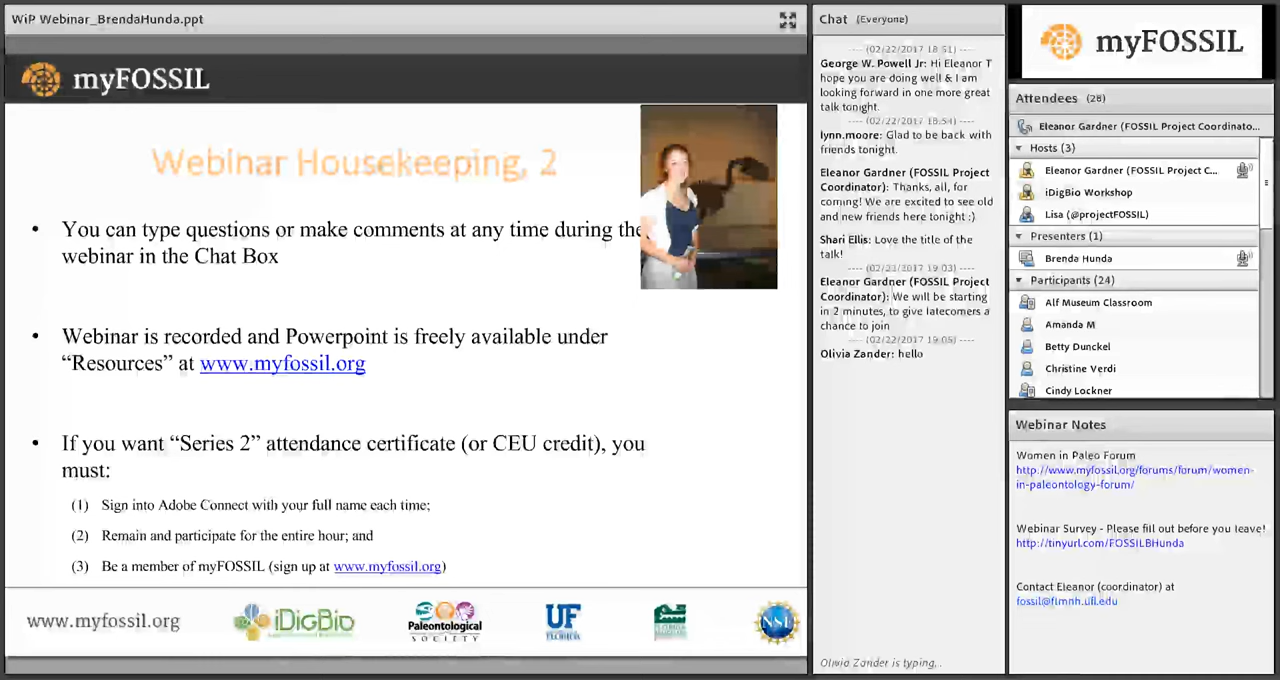 WiP Webinar_BrendaHunda.ppt
myFOSSIL
Webinar Housekeeping, 2
• You can type questions or make comments at any time during the
webinar in the Chat Box
• Webinar is recorded and Powerpoint is freely available under
“Resources” at www.myfossil.org
• If you want “Series 2” attendance certificate (or CEU credit), you
must:
(1) Sign into Adobe Connect with your full name each time;
(2) Remain and participate for the entire hour; and
(3) Be a member of myFOSSIL (sign up at www.myfossil.org)
www.myfossil.org
iDigBio
Paleontological
SOCIETY
UF
FLORIDA
NSF
Chat (Everyone)
---- (02/22/2017 18:51) ----
George W. Powell Jr: Hi Eleanor T
hope you are doing well & I am
looking forward in one more great
talk tonight.
---- (02/22/2017 18:54) ----
lynn.moore: Glad to be back with
friends tonight.
Eleanor Gardner (FOSSIL Project
Coordinator): Thanks, all, for
coming! We are excited to see old
and new friends here tonight :)
Shari Ellis: Love the title of the
talk!
---- (02/22/2017 19:03) ----
Eleanor Gardner (FOSSIL Project
Coordinator): We will be starting
in 2 minutes, to give latecomers a
chance to join
---- (02/22/2017 19:05) ----
Olivia Zander: hello
Olivia Zander is typing...
myFOSSIL
Attendees (28)
Eleanor Gardner (FOSSIL Project Coordinato...
Hosts (3)
Eleanor Gardner (FOSSIL Project C...
iDigBio Workshop
Lisa (@projectFOSSIL)
Presenters (1)
Brenda Hunda
Participants (24)
Alf Museum Classroom
Amanda M
Betty Dunckel
Christine Verdi
Cindy Lockner
Webinar Notes
Women in Paleo Forum
http://www.myfossil.org/forums/forum/women-
in-paleontology-forum/
Webinar Survey - Please fill out before you leave!
http://tinyurl.com/FOSSILBHunda
Contact Eleanor (coordinator) at
fossil@flmnh.ufl.edu